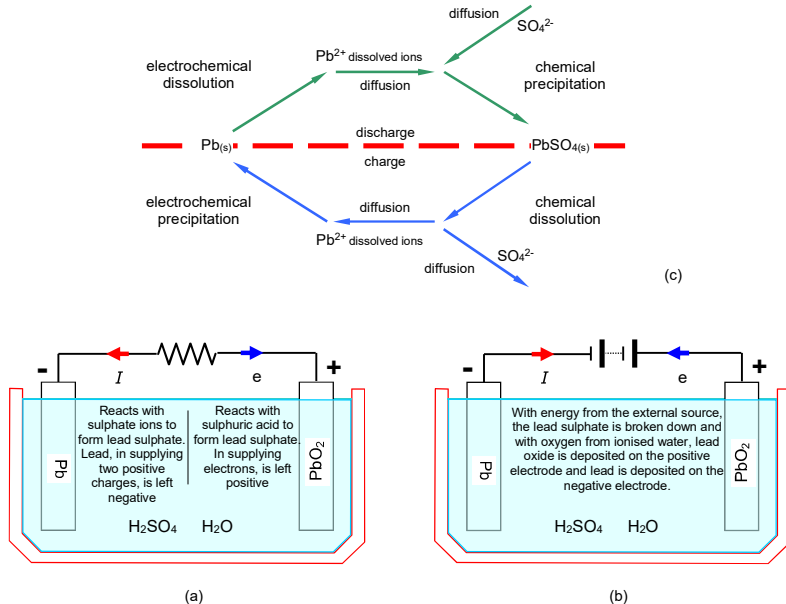 diffusion
SO₄²⁻
Pb²⁺ dissolved ions
electrochemical
dissolution
diffusion
chemical
precipitation
discharge
Pb(s)
PbSO₄(s)
charge
electrochemical
precipitation
diffusion
chemical
dissolution
Pb²⁺ dissolved ions
SO₄²⁻
diffusion
(c)
-
I
e
+
Reacts with
sulphate ions to
form lead sulphate.
Lead, in supplying
two positive
charges, is left
negative
Reacts with
sulphuric acid to
form lead sulphate.
In supplying
electrons, is left
positive
Pb
PbO₂
H₂SO₄ H₂O
(a)
-
I
e
+
With energy from the external source,
the lead sulphate is broken down and
with oxygen from ionised water, lead
oxide is deposited on the positive
electrode and lead is deposited on the
negative electrode.
Pb
PbO₂
H₂SO₄ H₂O
(b)